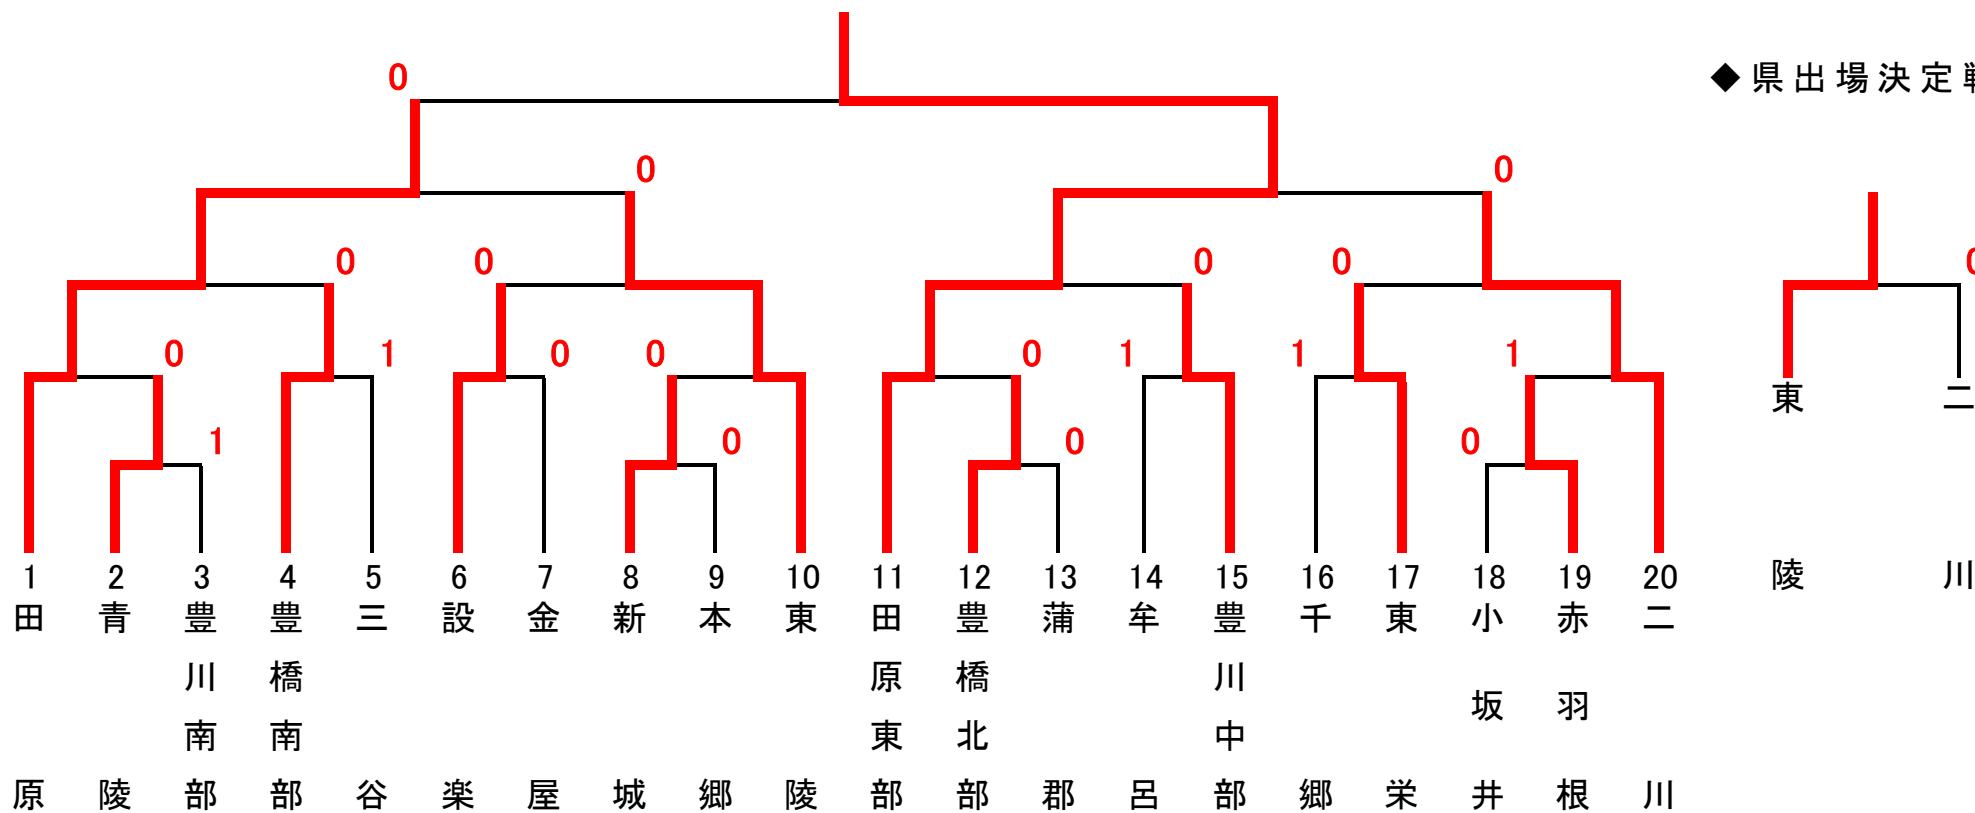 0
◆県出場決定戦
0
0
0
0
0
0
0
0
1
0
0
0
1
1
1
東
二
1
0
0
0
1
2
3
4
5
6
7
8
9
10
11
12
13
14
15
16
17
18
19
20
陵
川
田原
青陵
豊川南部
豊橋南部
三谷
設楽
金屋
新城
本郷
東陵
田原東部
豊橋北部
蒲郡
牟呂
豊川中部
千郷
東栄
小坂井
赤羽根
二川